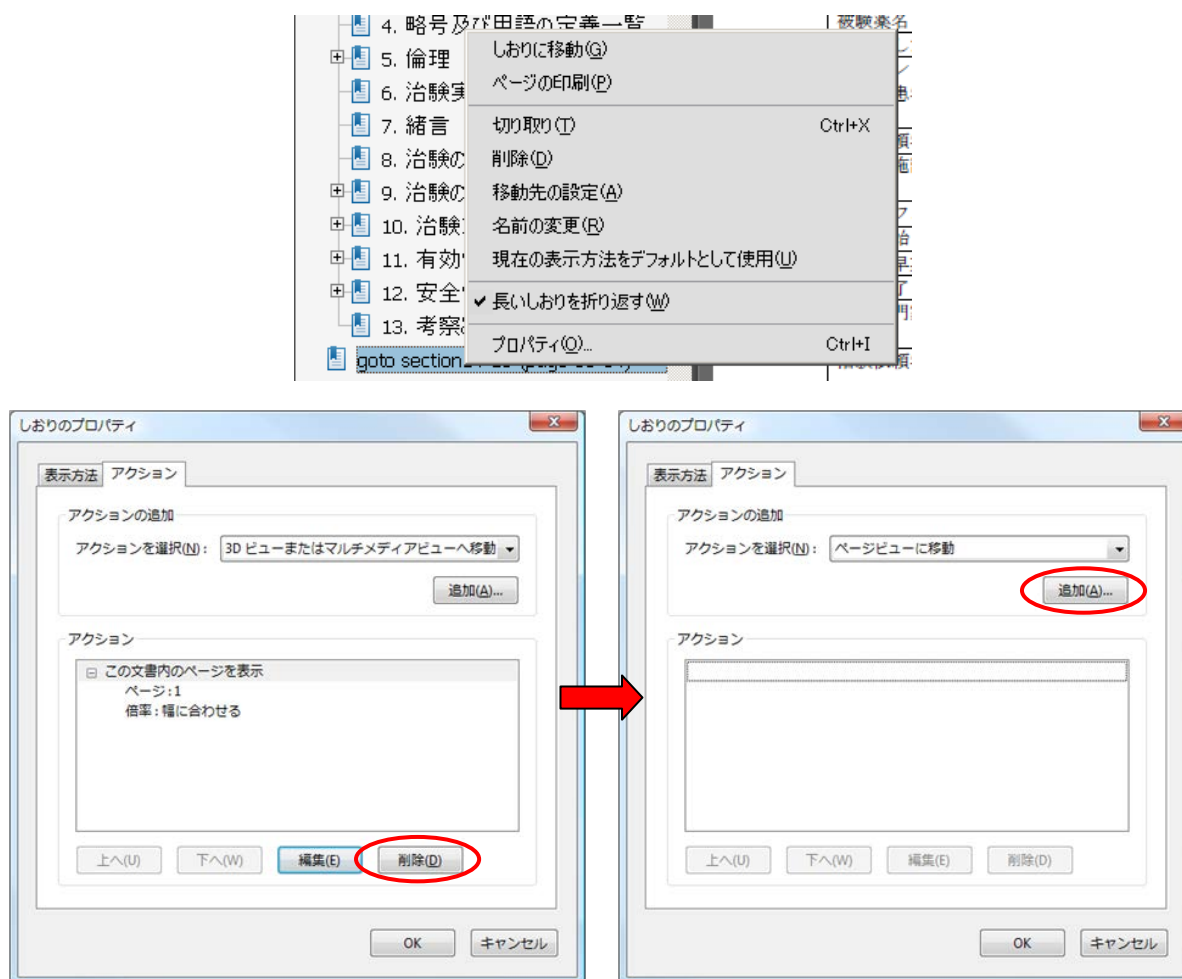 4. 略号及び用語の定義一覧
5. 倫理
6. 治験実
7. 緒言
8. 治験の
9. 治験の
10. 治験
11. 有効
12. 安全
13. 考察
goto section
しおりに移動(G)
ページの印刷(P)
切り取り(T) Ctrl+X
削除(D)
移動先の設定(A)
名前の変更(R)
現在の表示方法をデフォルトとして使用(U)
✔ 長いしおりを折り返す(W)
プロパティ(O)... Ctrl+I
被験薬名
しおりのプロパティ
表示方法 アクション
アクションの追加
アクションを選択(N): 3D ビューまたはマルチメディアビューへ移動
追加(A)...
アクション
この文書内のページを表示
ページ:1
倍率:幅に合わせる
上へ(U) 下へ(W) 編集(E) 削除(D)
OK キャンセル
しおりのプロパティ
表示方法 アクション
アクションの追加
アクションを選択(N): ページビューに移動
追加(A)...
アクション
上へ(U) 下へ(W) 編集(E) 削除(D)
OK キャンセル